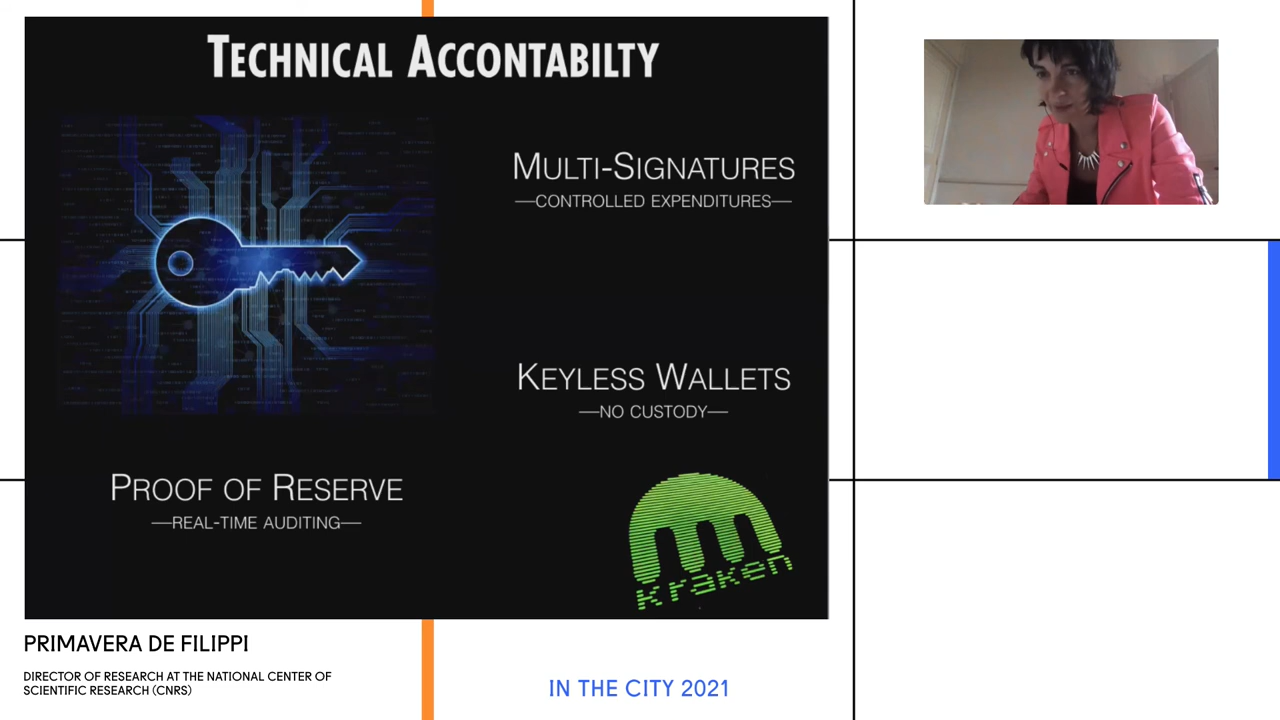 TECHNICAL ACCONTABILTY
MULTI-SIGNATURES
—CONTROLLED EXPENDITURES—
KEYLESS WALLETS
—NO CUSTODY—
PROOF OF RESERVE
—REAL-TIME AUDITING—
kraken
PRIMAVERA DE FILIPPI
DIRECTOR OF RESEARCH AT THE NATIONAL CENTER OF
SCIENTIFIC RESEARCH (CNRS)
IN THE CITY 2021